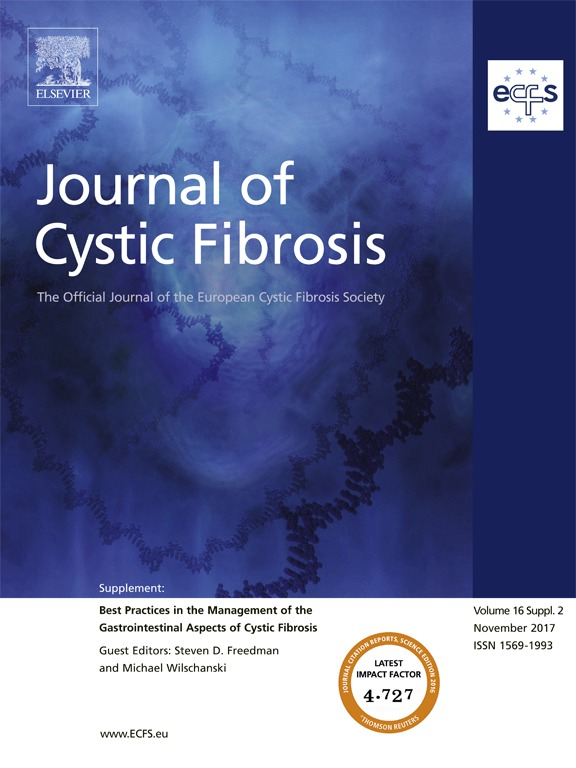 ELSEVIER
ecfs
Journal of
Cystic Fibrosis
The Official Journal of the European Cystic Fibrosis Society
Supplement:
Best Practices in the Management of the
Gastrointestinal Aspects of Cystic Fibrosis
Guest Editors: Steven D. Freedman
and Michael Wilschanski
Volume 16 Suppl. 2
November 2017
ISSN 1569-1993
JOURNAL CITATION REPORTS, SCIENCE EDITION 2016
LATEST
IMPACT FACTOR
4.727
*THOMSON REUTERS
www.ECFS.eu